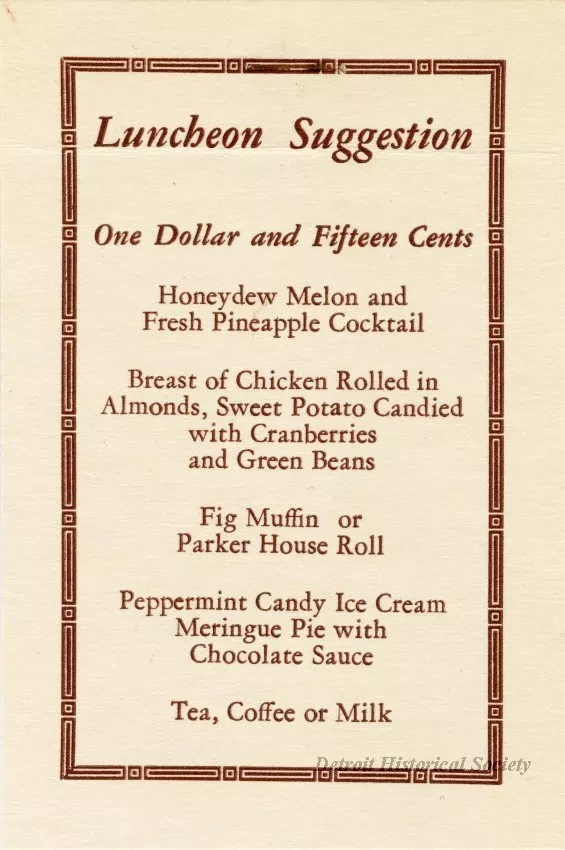 Luncheon Suggestion
One Dollar and Fifteen Cents
Honeydew Melon and
Fresh Pineapple Cocktail
Breast of Chicken Rolled in
Almonds, Sweet Potato Candied
with Cranberries
and Green Beans
Fig Muffin or
Parker House Roll
Peppermint Candy Ice Cream
Meringue Pie with
Chocolate Sauce
Tea, Coffee or Milk
Detroit Historical Society